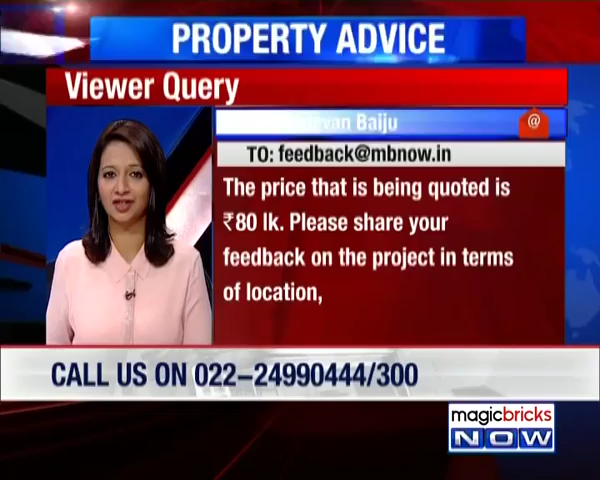 PROPERTY ADVICE
Viewer Query
Baiju
TO: feedback@mbnow.in
The price that is being quoted is
₹80 lk. Please share your
feedback on the project in terms
of location,
CALL US ON 022–24990444/300
magicbricks
NOW